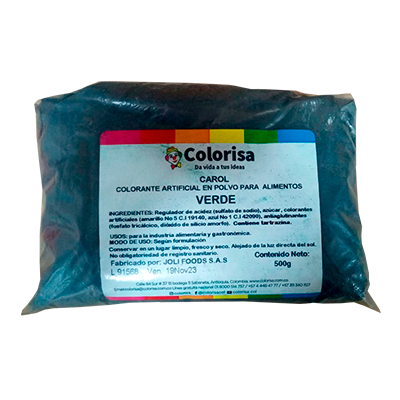 Colorisa
Da vida a tus ideas
CAROL
COLORANTE ARTIFICIAL EN POLVO PARA ALIMENTOS
VERDE
INGREDIENTES: Regulador de acidez (sulfato de sodio), azúcar, colorantes
artificiales (amarillo No 5 C.I 19140, azul No 1 C.I 42090), antiaglutinantes
(fosfato tricálcico, dióxido de silicio amorfo). Contiene tartrazina.
USOS: para la industria alimentaria y gastronómica.
MODO DE USO: Según formulación
Conservar en un lugar limpio, fresco y seco. Alejado de la luz directa del sol.
No obligatoriedad de registro sanitario.
Contenido Neto:
500g
Fabricado por: JOLI FOODS S.A.S
L 91568 Ven. 19Nov23